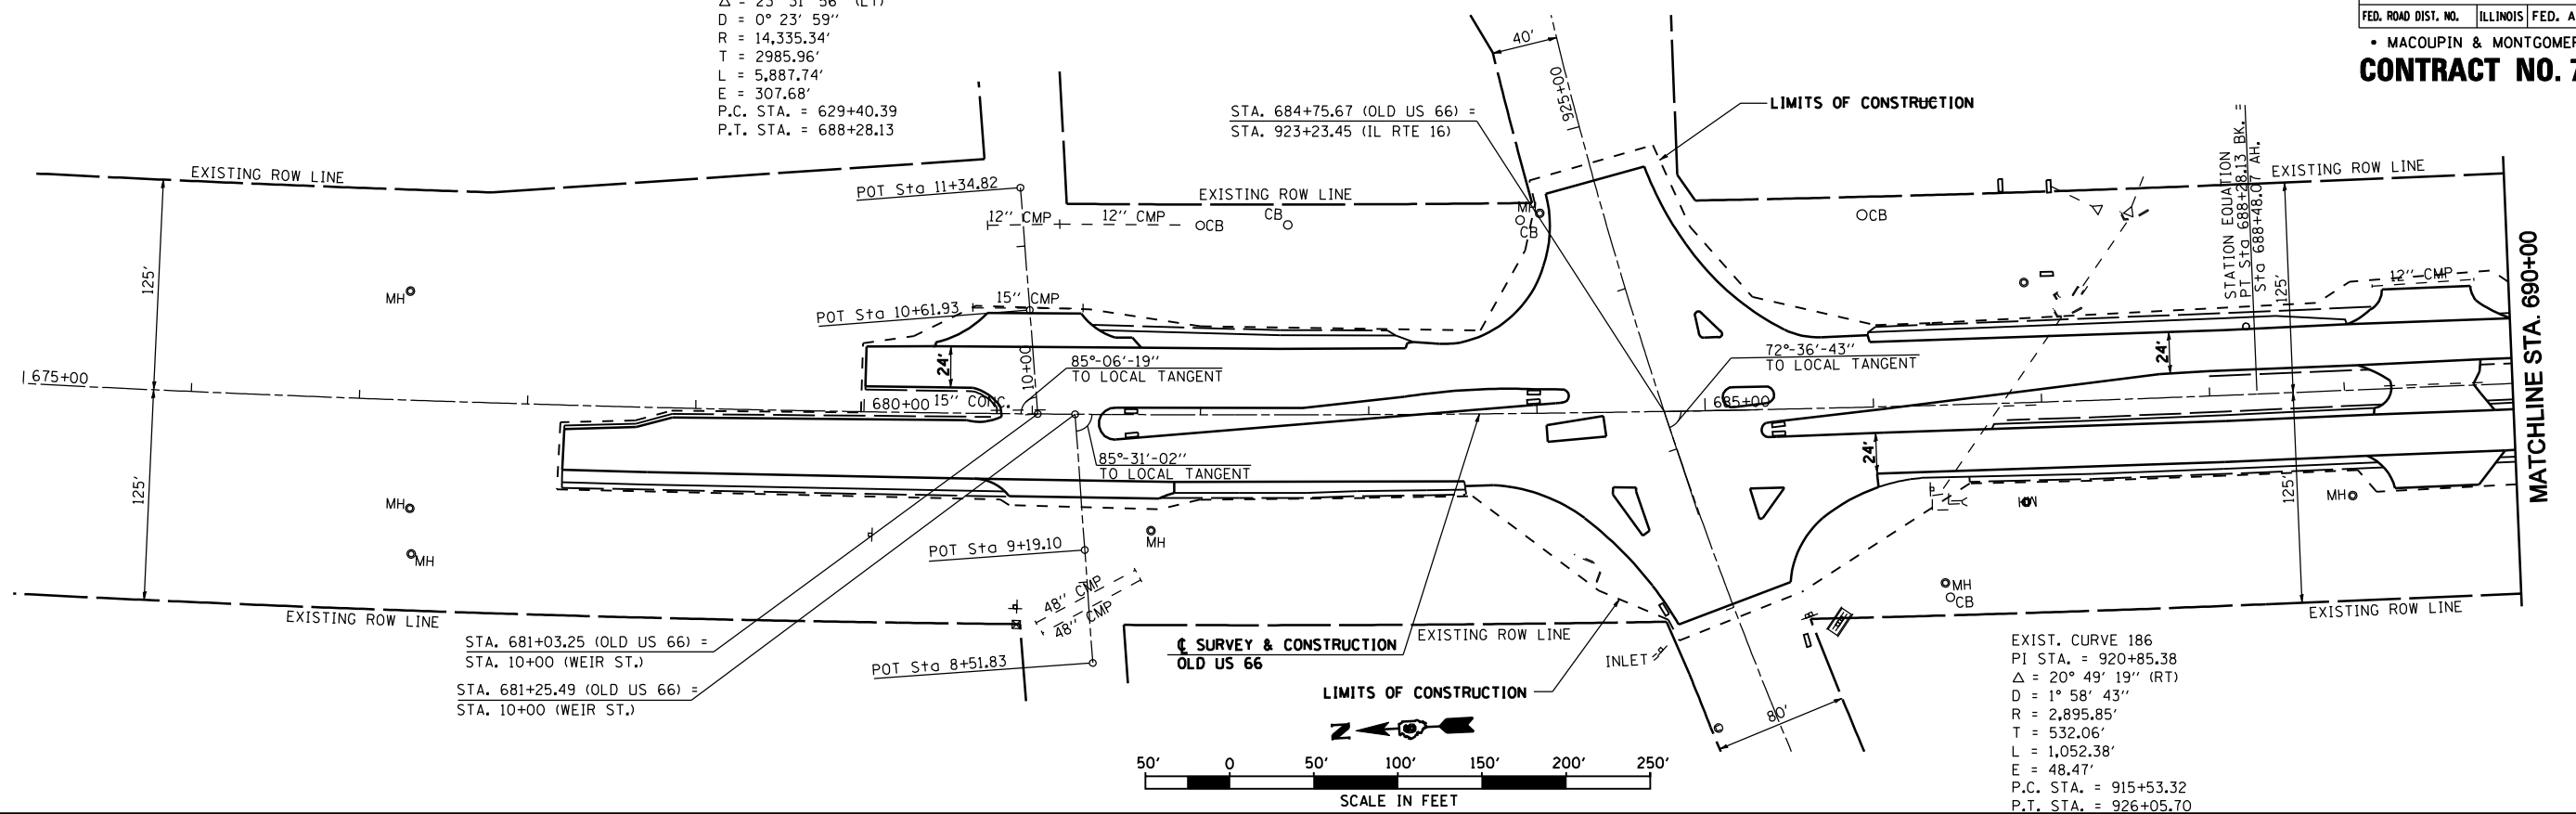 Δ = 23° 31' 56" (LT)
D = 0° 23' 59"
R = 14,335.34'
T = 2985.96'
L = 5,887.74'
E = 307.68'
P.C. STA. = 629+40.39
P.T. STA. = 688+28.13
FED. ROAD DIST. NO. ILLINOIS FED. A
• MACOUPIN & MONTGOMER
CONTRACT NO. 7
40'
925+00
LIMITS OF CONSTRUCTION
STA. 684+75.67 (OLD US 66) =
STA. 923+23.45 (IL RTE 16)
STATION EQUATION
PT Sta 688+28.13 BK. =
Sta 688+48.07 AH.
EXISTING ROW LINE
POT Sta 11+34.82
EXISTING ROW LINE
EXISTING ROW LINE
12" CMP
12" CMP
CB
CB
MH
CB
CB
125'
MH
15" CMP
POT Sta 10+61.93
12" CMP
125'
MATCHLINE STA. 690+00
24'
10+00
85°-06'-19"
TO LOCAL TANGENT
72°-36'-43"
TO LOCAL TANGENT
24'
675+00
680+00
15" CONC.
685+00
85°-31'-02"
TO LOCAL TANGENT
24'
125'
MH
MH
MH
POT Sta 9+19.10
MH
MH
MH
125'
48" CMP
48" CMP
MH
CB
EXISTING ROW LINE
EXISTING ROW LINE
EXISTING ROW LINE
STA. 681+03.25 (OLD US 66) =
STA. 10+00 (WEIR ST.)
℄ SURVEY & CONSTRUCTION
OLD US 66
POT Sta 8+51.83
INLET
STA. 681+25.49 (OLD US 66) =
STA. 10+00 (WEIR ST.)
LIMITS OF CONSTRUCTION
80'
N
50' 0 50' 100' 150' 200' 250'
SCALE IN FEET
EXIST. CURVE 186
PI STA. = 920+85.38
Δ = 20° 49' 19" (RT)
D = 1° 58' 43"
R = 2,895.85'
T = 532.06'
L = 1,052.38'
E = 48.47'
P.C. STA. = 915+53.32
P.T. STA. = 926+05.70